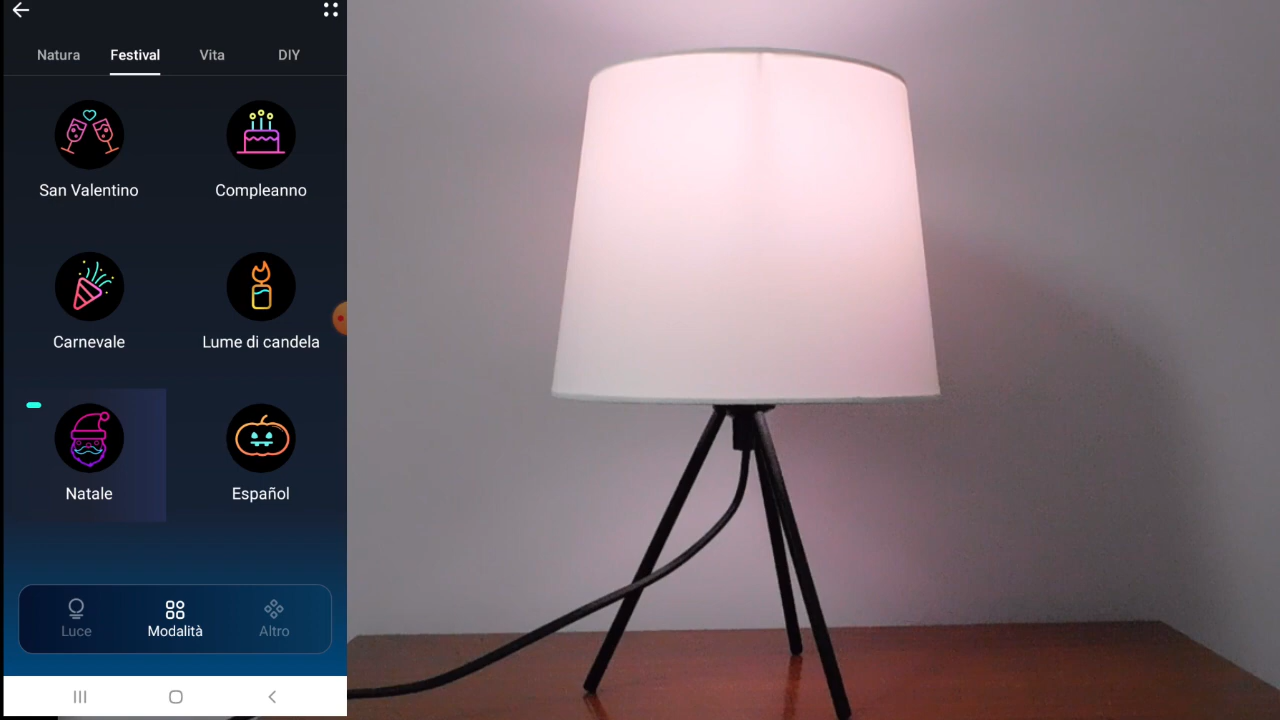 Natura Festival Vita DIY
San Valentino Compleanno
Carnevale Lume di candela
Natale Español
Luce Modalità Altro